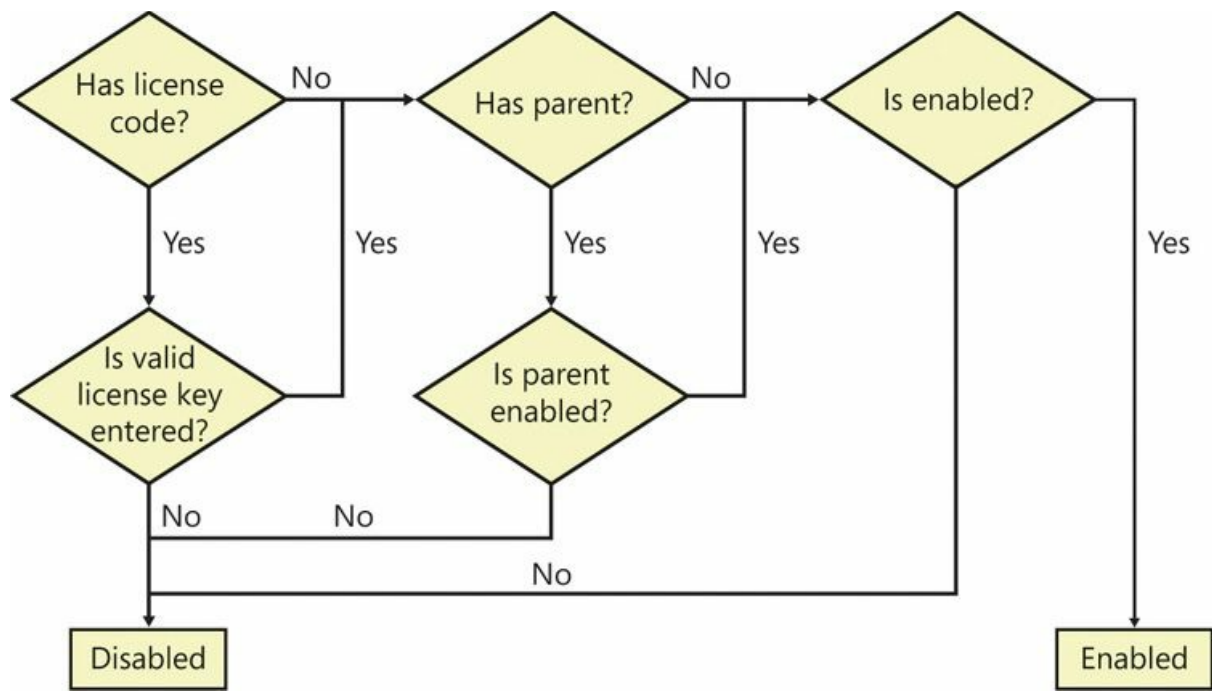 Has license
code?
No
Has parent?
No
Is enabled?
Yes
Yes
Yes
Yes
Yes
Is valid
license key
entered?
Is parent
enabled?
No
No
No
Disabled
Enabled